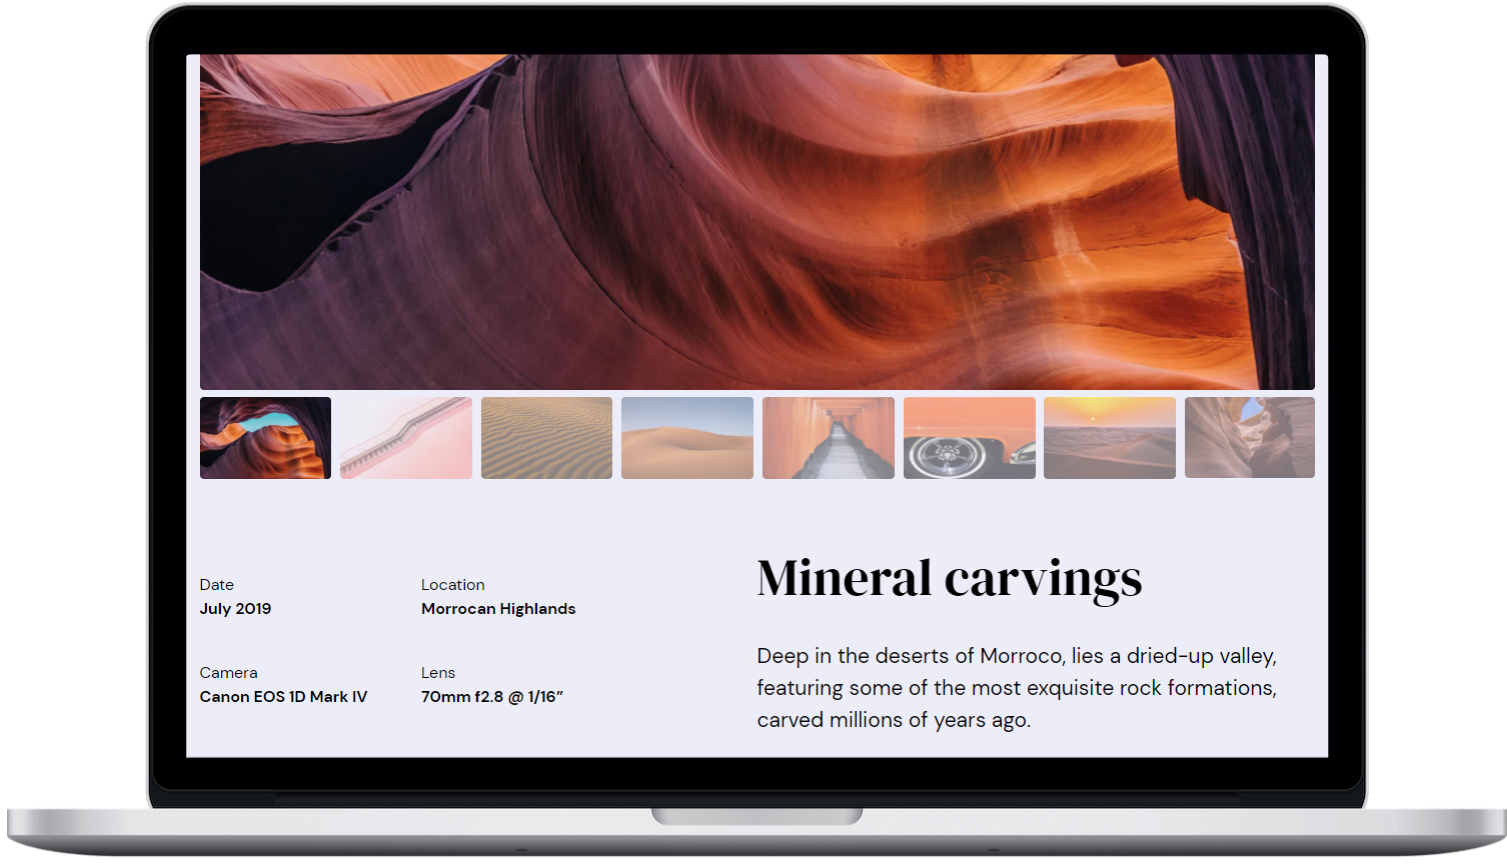 Date
July 2019
Location
Morrocan Highlands
Camera
Canon EOS 1D Mark IV
Lens
70mm f2.8 @ 1/16”
Mineral carvings
Deep in the deserts of Morroco, lies a dried-up valley,
featuring some of the most exquisite rock formations,
carved millions of years ago.